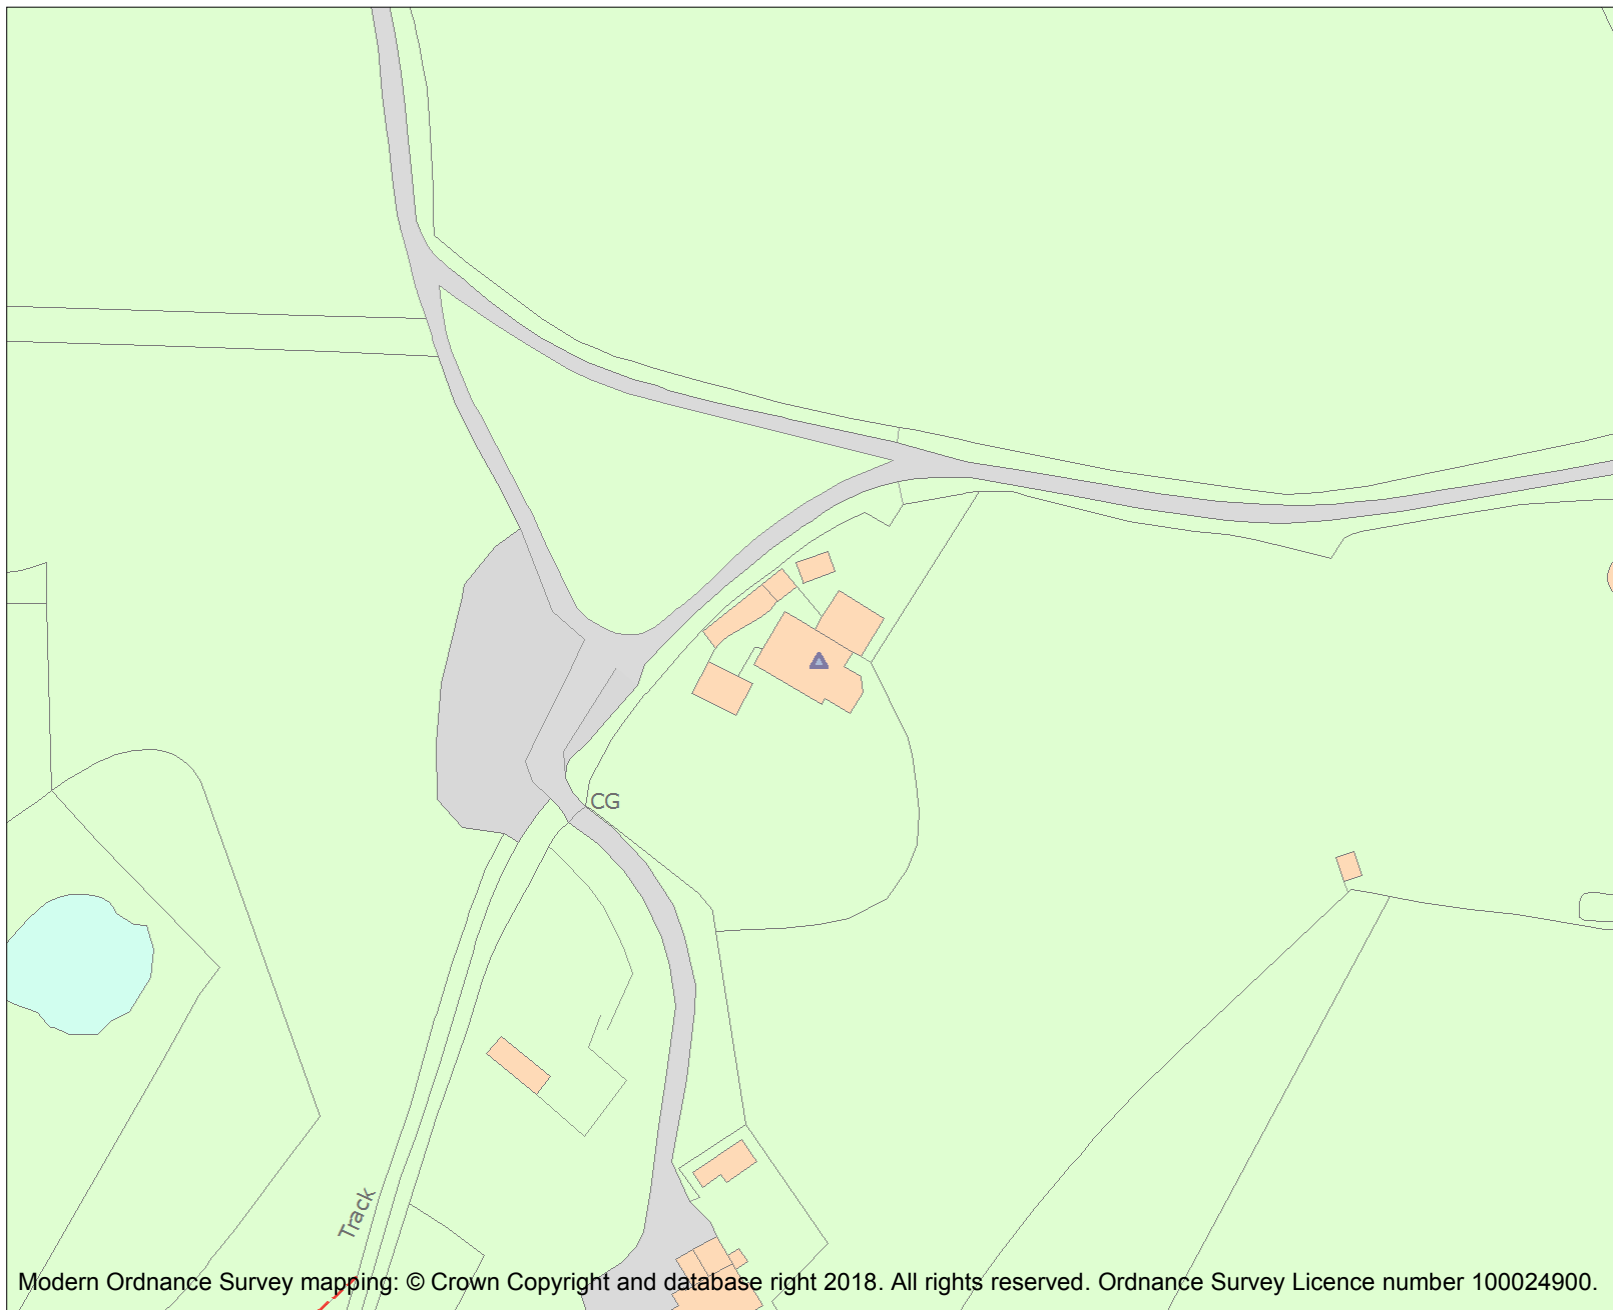 CG
Track
Modern Ordnance Survey mapping: © Crown Copyright and database right 2018. All rights reserved. Ordnance Survey Licence number 100024900.